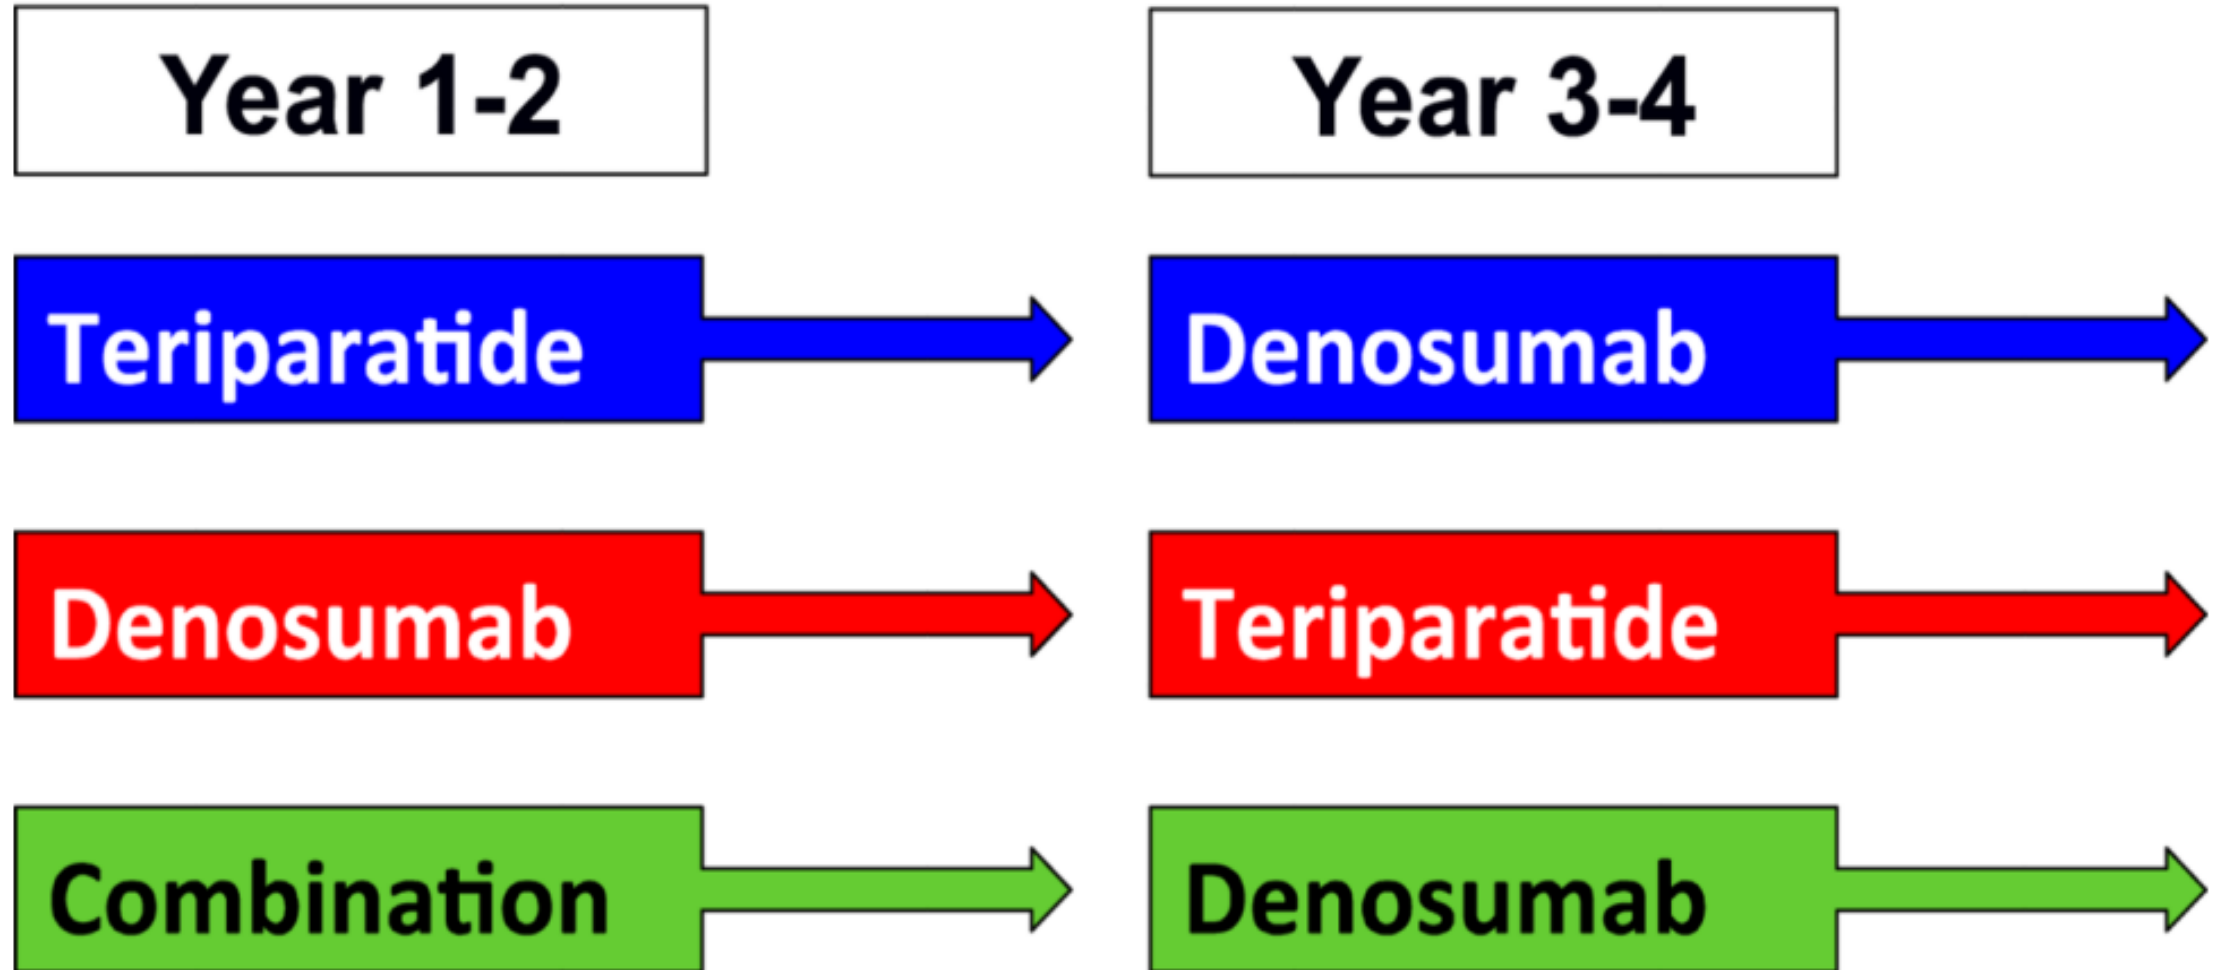 Year 1-2
Year 3-4
Teriparatide
Denosumab
Denosumab
Teriparatide
Combination
Denosumab